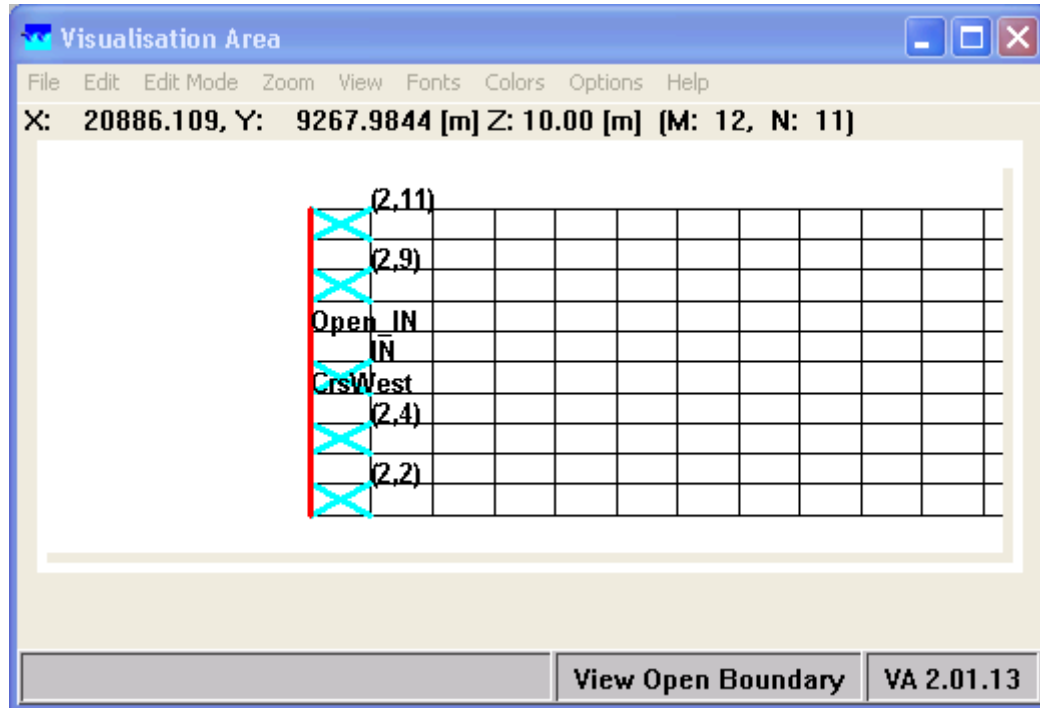 Visualisation Area
File Edit Edit Mode Zoom View Fonts Colors Options Help
X: 20886.109, Y: 9267.9844 [m] Z: 10.00 [m] (M: 12, N: 11)
(2,11)
(2,9)
Open_IN
IN
CrsWest
(2,4)
(2,2)
View Open Boundary VA 2.01.13